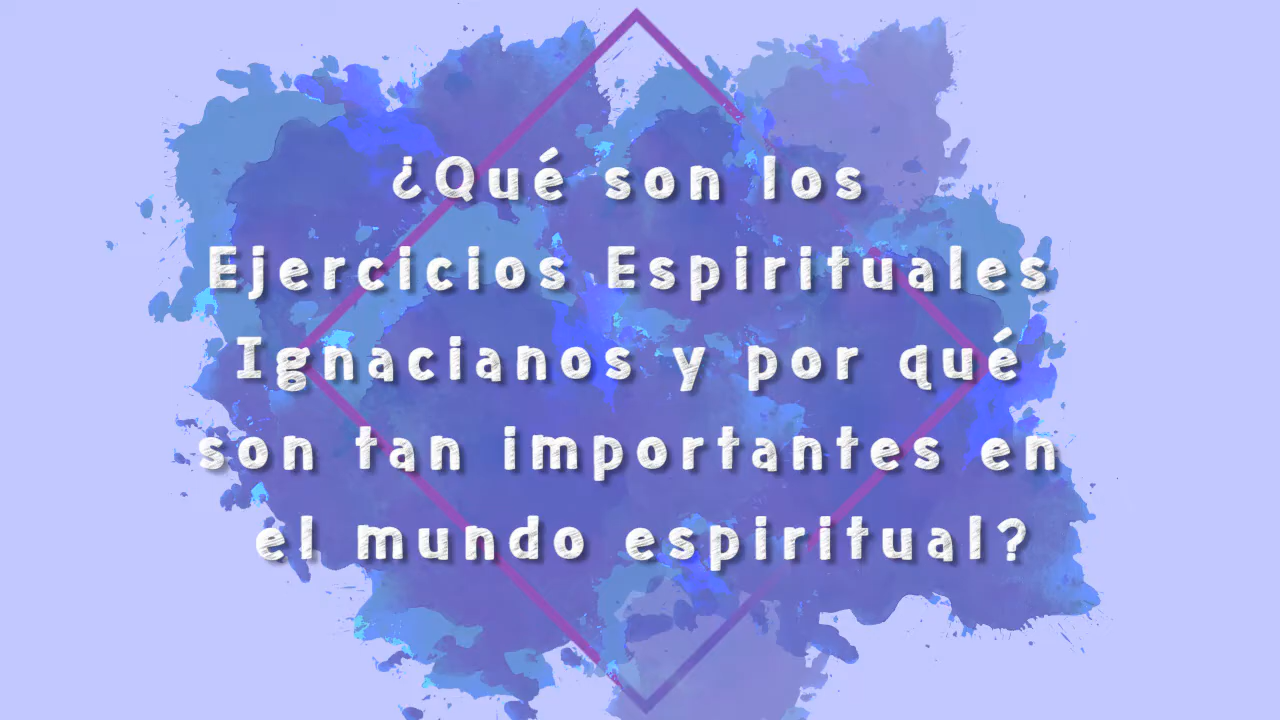 ¿Qué son los
Ejercicios Espirituales
Ignacianos y por qué
son tan importantes en
el mundo espiritual?